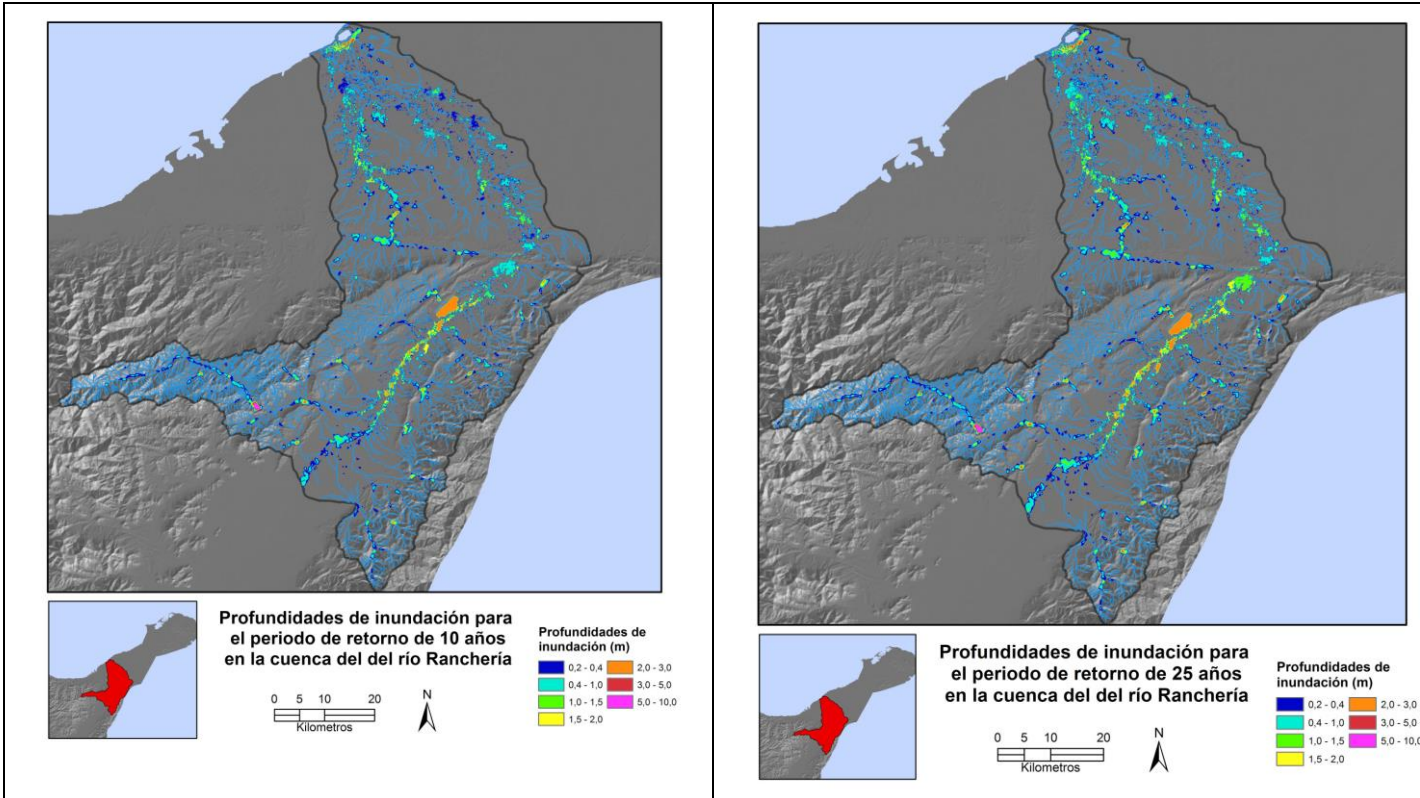 Profundidades de inundación para
el periodo de retorno de 10 años
en la cuenca del del río Ranchería
0 5 10 20
Kilometros
N
Profundidades de
inundación (m)
0,2 - 0,4
0,4 - 1,0
1,0 - 1,5
1,5 - 2,0
2,0 - 3,0
3,0 - 5,0
5,0 - 10,0
Profundidades de inundación para
el periodo de retorno de 25 años
en la cuenca del del río Ranchería
0 5 10 20
Kilometros
N
Profundidades de
inundación (m)
0,2 - 0,4
0,4 - 1,0
1,0 - 1,5
1,5 - 2,0
2,0 - 3,0
3,0 - 5,0
5,0 - 10,0